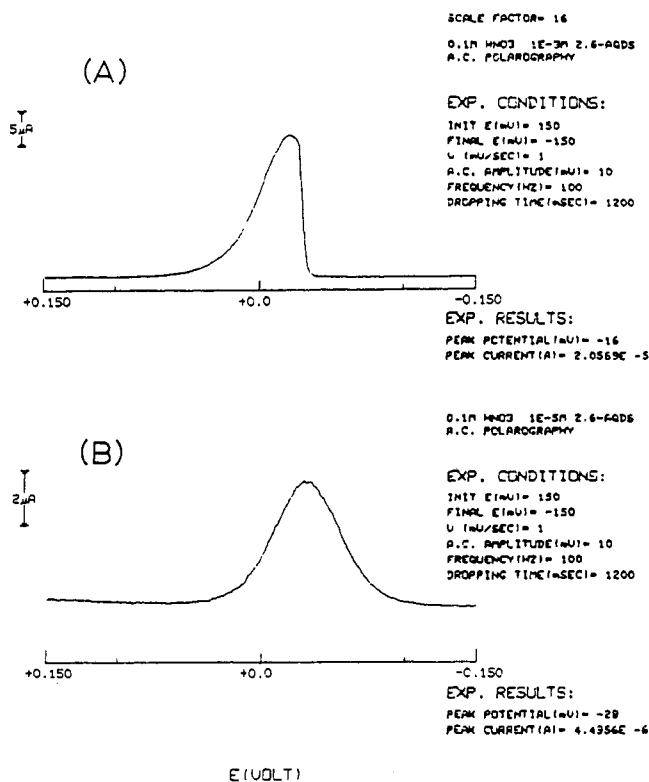 SCALE FACTOR= 16
0.1M HNO3 1E-3M 2.6-AQDS
A.C. POLAROGRAPHY
(A)
5μA
EXP. CONDITIONS:
INIT E(mV)= 150
FINAL E(mV)= -150
V (mV/SEC)= 1
A.C. AMPLITUDE(mV)= 10
FREQUENCY(HZ)= 100
DROPPING TIME(mSEC)= 1200
+0.150
+0.0
-0.150
EXP. RESULTS:
PEAK POTENTIAL(mV)= -16
PEAK CURRENT(A)= 2.0569E -5
0.1M HNO3 1E-5M 2.6-AQDS
A.C. POLAROGRAPHY
(B)
2μA
EXP. CONDITIONS:
INIT E(mV)= 150
FINAL E(mV)= -150
V (mV/SEC)= 1
A.C. AMPLITUDE(mV)= 10
FREQUENCY(HZ)= 100
DROPPING TIME(mSEC)= 1200
+0.150
+0.0
-0.150
EXP. RESULTS:
PEAK POTENTIAL(mV)= -28
PEAK CURRENT(A)= 4.4356E -6
E(VOLT)